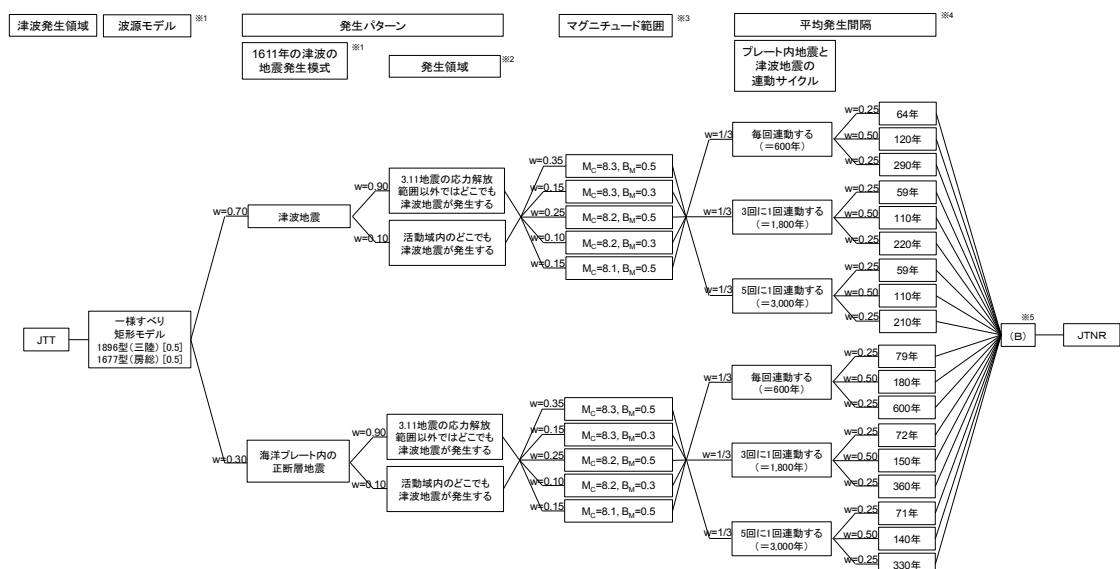 津波発生領域
波源モデル
※1
発生パターン
マグニチュード範囲
※3
平均発生間隔
※4
1611年の津波の
地震発生模式
※1
発生領域
※2
プレート内地震と
津波地震の
連動サイクル
JTT
一様すべり
矩形モデル
1896型(三陸) [0.5]
1677型(房総) [0.5]
w=0.70
津波地震
w=0.90
3.11地震の応力解放
範囲以外ではどこでも
津波地震が発生する
w=0.10
活動域内のどこでも
津波地震が発生する
w=0.35
MC=8.3, BM=0.5
w=0.15
MC=8.3, BM=0.3
w=0.25
MC=8.2, BM=0.5
w=0.10
MC=8.2, BM=0.3
w=0.15
MC=8.1, BM=0.5
w=1/3
毎回連動する
(=600年)
w=0.25
64年
w=0.50
120年
w=0.25
290年
w=1/3
3回に1回連動する
(=1,800年)
w=0.25
59年
w=0.50
110年
w=0.25
220年
w=1/3
5回に1回連動する
(=3,000年)
w=0.25
59年
w=0.50
110年
w=0.25
210年
w=0.30
海洋プレート内の
正断層地震
w=0.90
3.11地震の応力解放
範囲以外ではどこでも
津波地震が発生する
w=0.10
活動域内のどこでも
津波地震が発生する
w=0.35
MC=8.3, BM=0.5
w=0.15
MC=8.3, BM=0.3
w=0.25
MC=8.2, BM=0.5
w=0.10
MC=8.2, BM=0.3
w=0.15
MC=8.1, BM=0.5
w=1/3
毎回連動する
(=600年)
w=0.25
79年
w=0.50
180年
w=0.25
600年
w=1/3
3回に1回連動する
(=1,800年)
w=0.25
72年
w=0.50
150年
w=0.25
360年
w=1/3
5回に1回連動する
(=3,000年)
w=0.25
71年
w=0.50
140年
w=0.25
330年
※5
(B)
JTNR